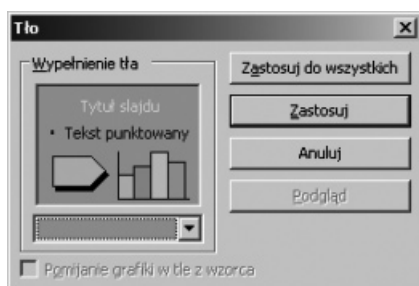 Tło
Wypełnienie tła
Tytuł slajdu
• Tekst punktowany
Zastosuj do wszystkich
Zastosuj
Anuluj
Podgląd
Pomijanie grafiki w tle z wzorca